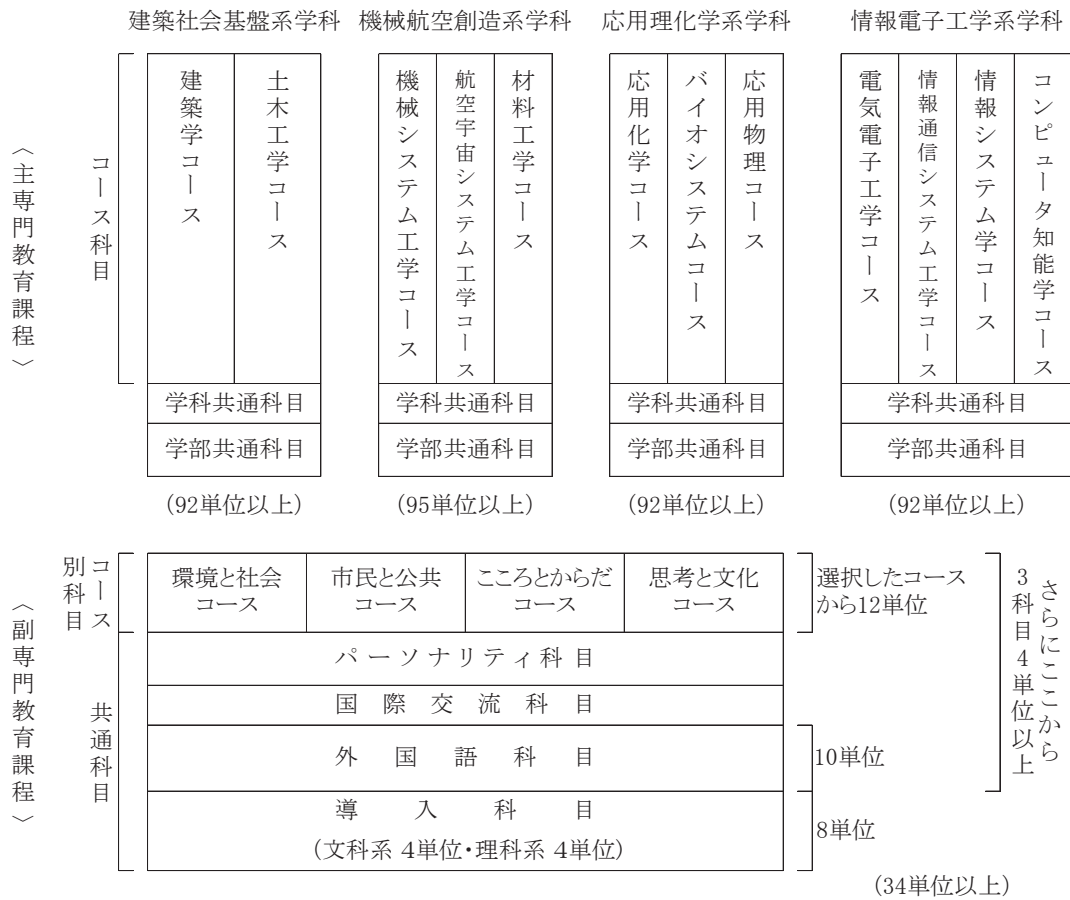 建築社会基盤系学科
機械航空創造系学科
応用理化学系学科
情報電子工学系学科
〈主専門教育課程〉
コース科目
建築学コース
土木工学コース
機械システム工学コース
航空宇宙システム工学コース
材料工学コース
応用化学コース
バイオシステムコース
応用物理コース
電気電子工学コース
情報通信システム工学コース
情報システム学コース
コンピュータ知能学コース
学科共通科目
学科共通科目
学科共通科目
学科共通科目
学部共通科目
学部共通科目
学部共通科目
学部共通科目
(92単位以上)
(95単位以上)
(92単位以上)
(92単位以上)
〈副専門教育課程〉
コース
別科目
環境と社会
コース
市民と公共
コース
こころとからだ
コース
思考と文化
コース
選択したコース
から12単位
さらにここから
3科目4単位以上
共通科目
パーソナリティ科目
国際交流科目
外国語科目
10単位
導入科目
(文科系 4単位・理科系 4単位)
8単位
(34単位以上)